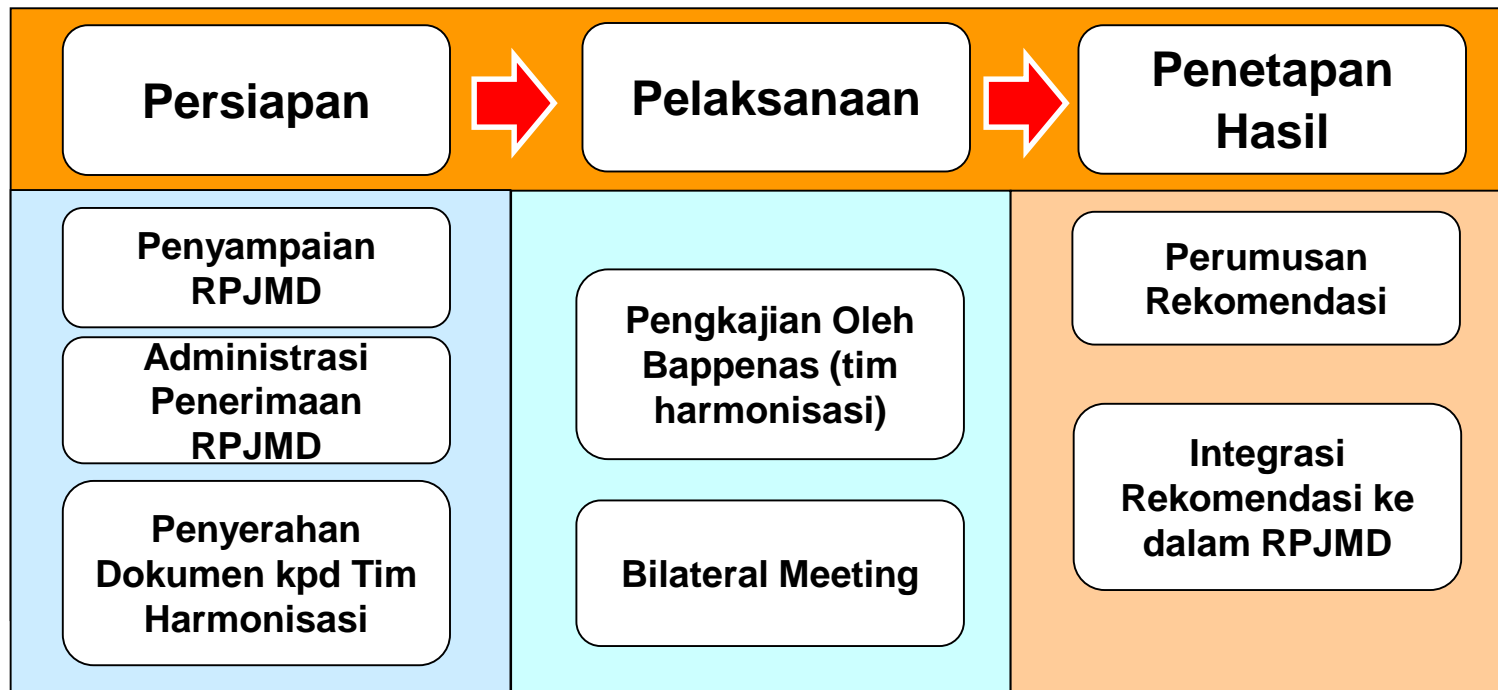 Persiapan
Pelaksanaan
Penetapan
Hasil
Penyampaian
RPJMD
Administrasi
Penerimaan
RPJMD
Penyerahan
Dokumen kpd Tim
Harmonisasi
Pengkajian Oleh
Bappenas (tim
harmonisasi)
Bilateral Meeting
Perumusan
Rekomendasi
Integrasi
Rekomendasi ke
dalam RPJMD